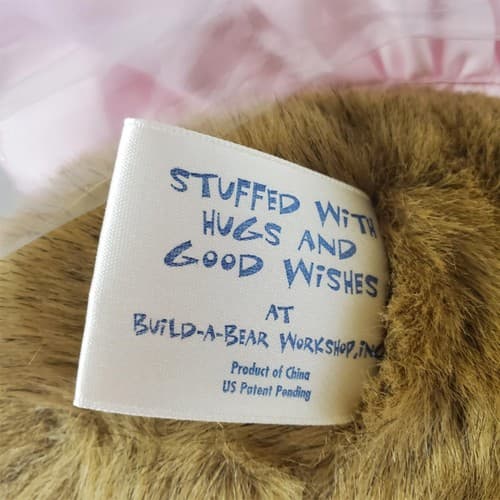 STUFFED WITH
HUGS AND
GOOD WISHES
AT
BUILD-A-BEAR WORKSHOP, INC
Product of China
US Patent Pending